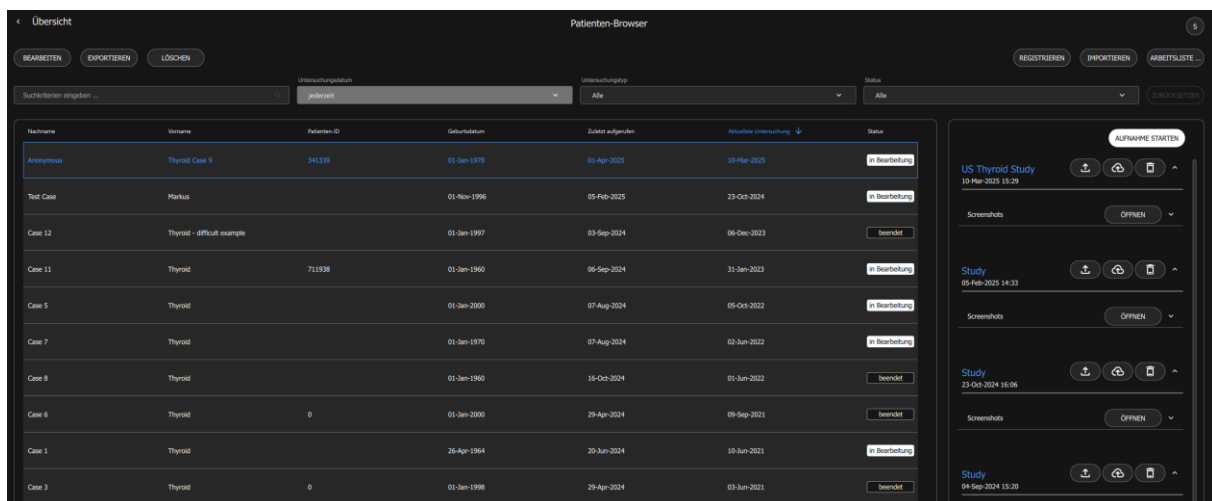 Übersicht
Patienten-Browser
S
BEARBEITEN EXPORTIEREN LÖSCHEN
REGISTRIEREN IMPORTIEREN ARBEITSLISTE ...
Untersuchungsdatum Untersuchungstyp Status
Suchkriterien eingeben ... jederzeit Alle Alle ZURÜCKSETZEN
Nachname Vorname Patienten-ID Geburtsdatum Zuletzt aufgerufen Aktuellste Untersuchung Status
Anonymous Thyroid Case 9 341339 01-Jan-1978 01-Apr-2025 10-Mar-2025 in Bearbeitung
Test Case Markus 01-Nov-1996 05-Feb-2025 23-Oct-2024 in Bearbeitung
Case 12 Thyroid - difficult example 01-Jan-1997 03-Sep-2024 06-Dec-2023 beendet
Case 11 Thyroid 711938 01-Jan-1960 06-Sep-2024 31-Jan-2023 in Bearbeitung
Case 5 Thyroid 01-Jan-2000 07-Aug-2024 05-Oct-2022 in Bearbeitung
Case 7 Thyroid 01-Jan-1970 07-Aug-2024 02-Jun-2022 in Bearbeitung
Case 8 Thyroid 01-Jan-1960 16-Oct-2024 01-Jun-2022 beendet
Case 6 Thyroid 0 01-Jan-2000 29-Apr-2024 09-Sep-2021 beendet
Case 1 Thyroid 26-Apr-1964 20-Jun-2024 10-Jun-2021 in Bearbeitung
Case 3 Thyroid 0 01-Jan-1998 29-Apr-2024 03-Jun-2021 beendet
AUFNAHME STARTEN
US Thyroid Study
10-Mar-2025 15:29
Screenshots ÖFFNEN
Study
05-Feb-2025 14:33
Screenshots ÖFFNEN
Study
23-Oct-2024 16:06
Screenshots ÖFFNEN
Study
04-Sep-2024 15:20